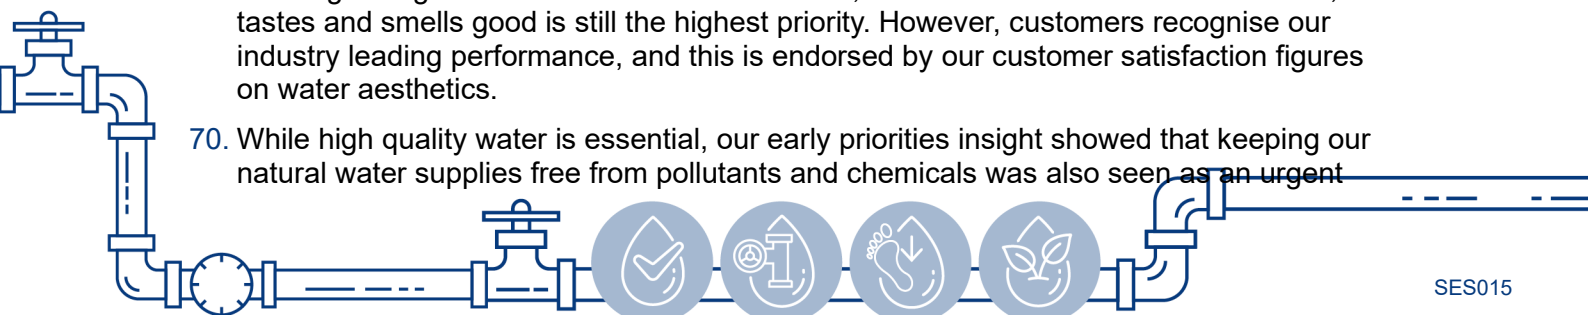 tastes and smells good is still the highest priority. However, customers recognise our
industry leading performance, and this is endorsed by our customer satisfaction figures
on water aesthetics.
70. While high quality water is essential, our early priorities insight showed that keeping our
natural water supplies free from pollutants and chemicals was also seen as an urgent
SES015